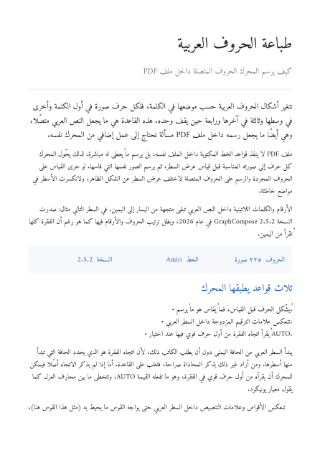 طباعة الحروف العربية
كيف يرسم المحرك الحروف المتصلة داخل ملف PDF
تتغير أشكال الحروف العربية حسب موضعها في الكلمة، فلكل حرف صورة في أول الكلمة وأخرى
في وسطها وثالثة في آخرها ورابعة حين يقف وحده. هذه القاعدة هي ما يجعل النص العربي متصلًا،
وهي أيضًا ما يجعل رسمه داخل ملف PDF مسألة تحتاج إلى عمل إضافي من المحرك نفسه.
ملف PDF لا ينفذ قواعد الخط المكتوبة داخل الملف نفسه، بل يرسم ما يُعطى له مباشرة. لذلك يحوّل المحرك
كل حرف إلى صورته المناسبة قبل قياس عرض السطر، ثم يرسم الصور نفسها التي قاسها. لو جرى القياس على
الحروف المجردة والرسم على الحروف المتصلة لاختلف عرض السطر عن الشكل الظاهر، ولانكسرت الأسطر في
مواضع خاطئة.
الأرقام والكلمات اللاتينية داخل النص العربي تبقى متجهة من اليسار إلى اليمين. في السطر التالي مثال: صدرت
النسخة 2.5.2 GraphCompose في عام 2026، ويظل ترتيب الحروف والأرقام فيها كما هو رغم أن الفقرة كلها
تُقرأ من اليمين.
الحروف ٢٢٥ صورة
الخط Amiri
النسخة 2.5.2
ثلاث قواعد يطبقها المحرك
• يُشكَّل الحرف قبل القياس، فما يُقاس هو ما يُرسم
• تنعكس علامات الترقيم المزدوجة داخل السطر العربي
• يُقرأ اتجاه الفقرة من أول حرف قوي فيها عند اختيار AUTO.
يبدأ السطر العربي من الحافة اليمنى دون أن يطلب الكاتب ذلك، لأن اتجاه الفقرة هو الذي يحدد الحافة التي تبدأ
منها أسطرها. ومن أراد غير ذلك يذكر المحاذاة صراحة، فتغلب على القاعدة. أما إذا لم يذكر الاتجاه أصلًا فيمكن
للمحرك أن يقرأه من أول حرف قوي في الفقرة، وهو ما تفعله القيمة AUTO، وتتخطى ما بين محارف العزل كما
يقول معيار يونيكود.
تنعكس الأقواس وعلامات التنصيص داخل السطر العربي حتى يواجه القوس ما يحيط به (مثل هذا القوس هنا)،